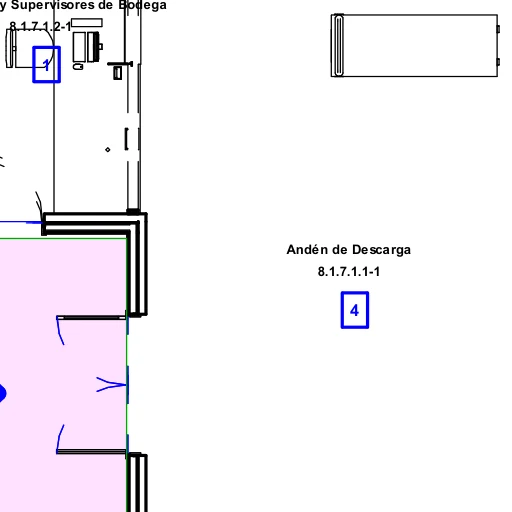 y Supervisores de Bodega
8.1.7.1.2-1
1
Andén de Descarga
8.1.7.1.1-1
4